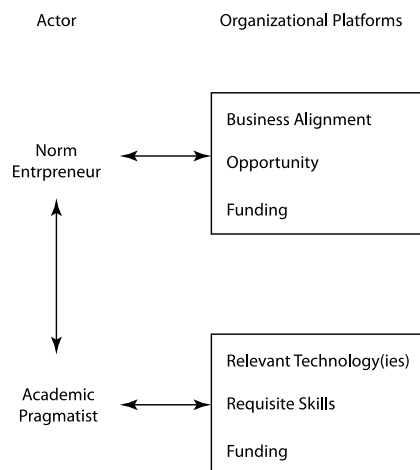 Actor
Organizational Platforms
Norm
Entrpreneur
Business Alignment
Opportunity
Funding
Academic
Pragmatist
Relevant Technology(ies)
Requisite Skills
Funding